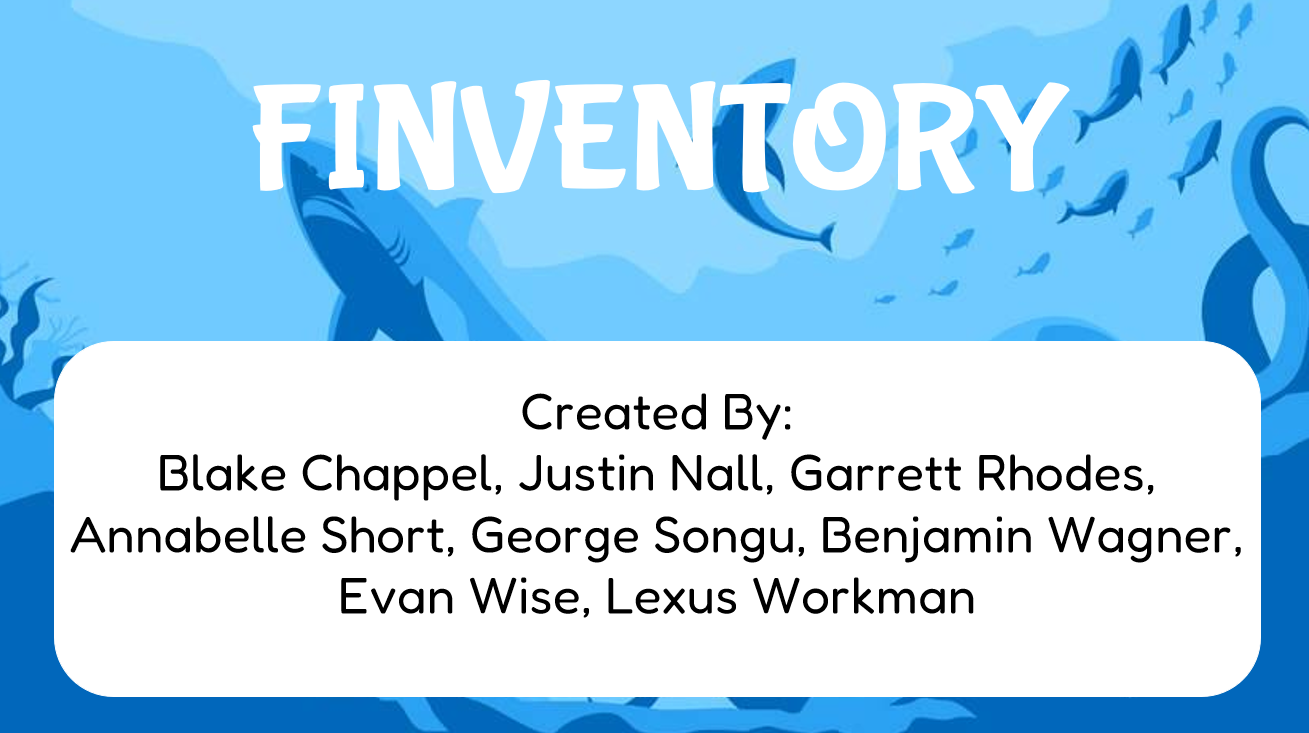 FINVENTORY
Created By:
Blake Chappel, Justin Nall, Garrett Rhodes,
Annabelle Short, George Songu, Benjamin Wagner,
Evan Wise, Lexus Workman